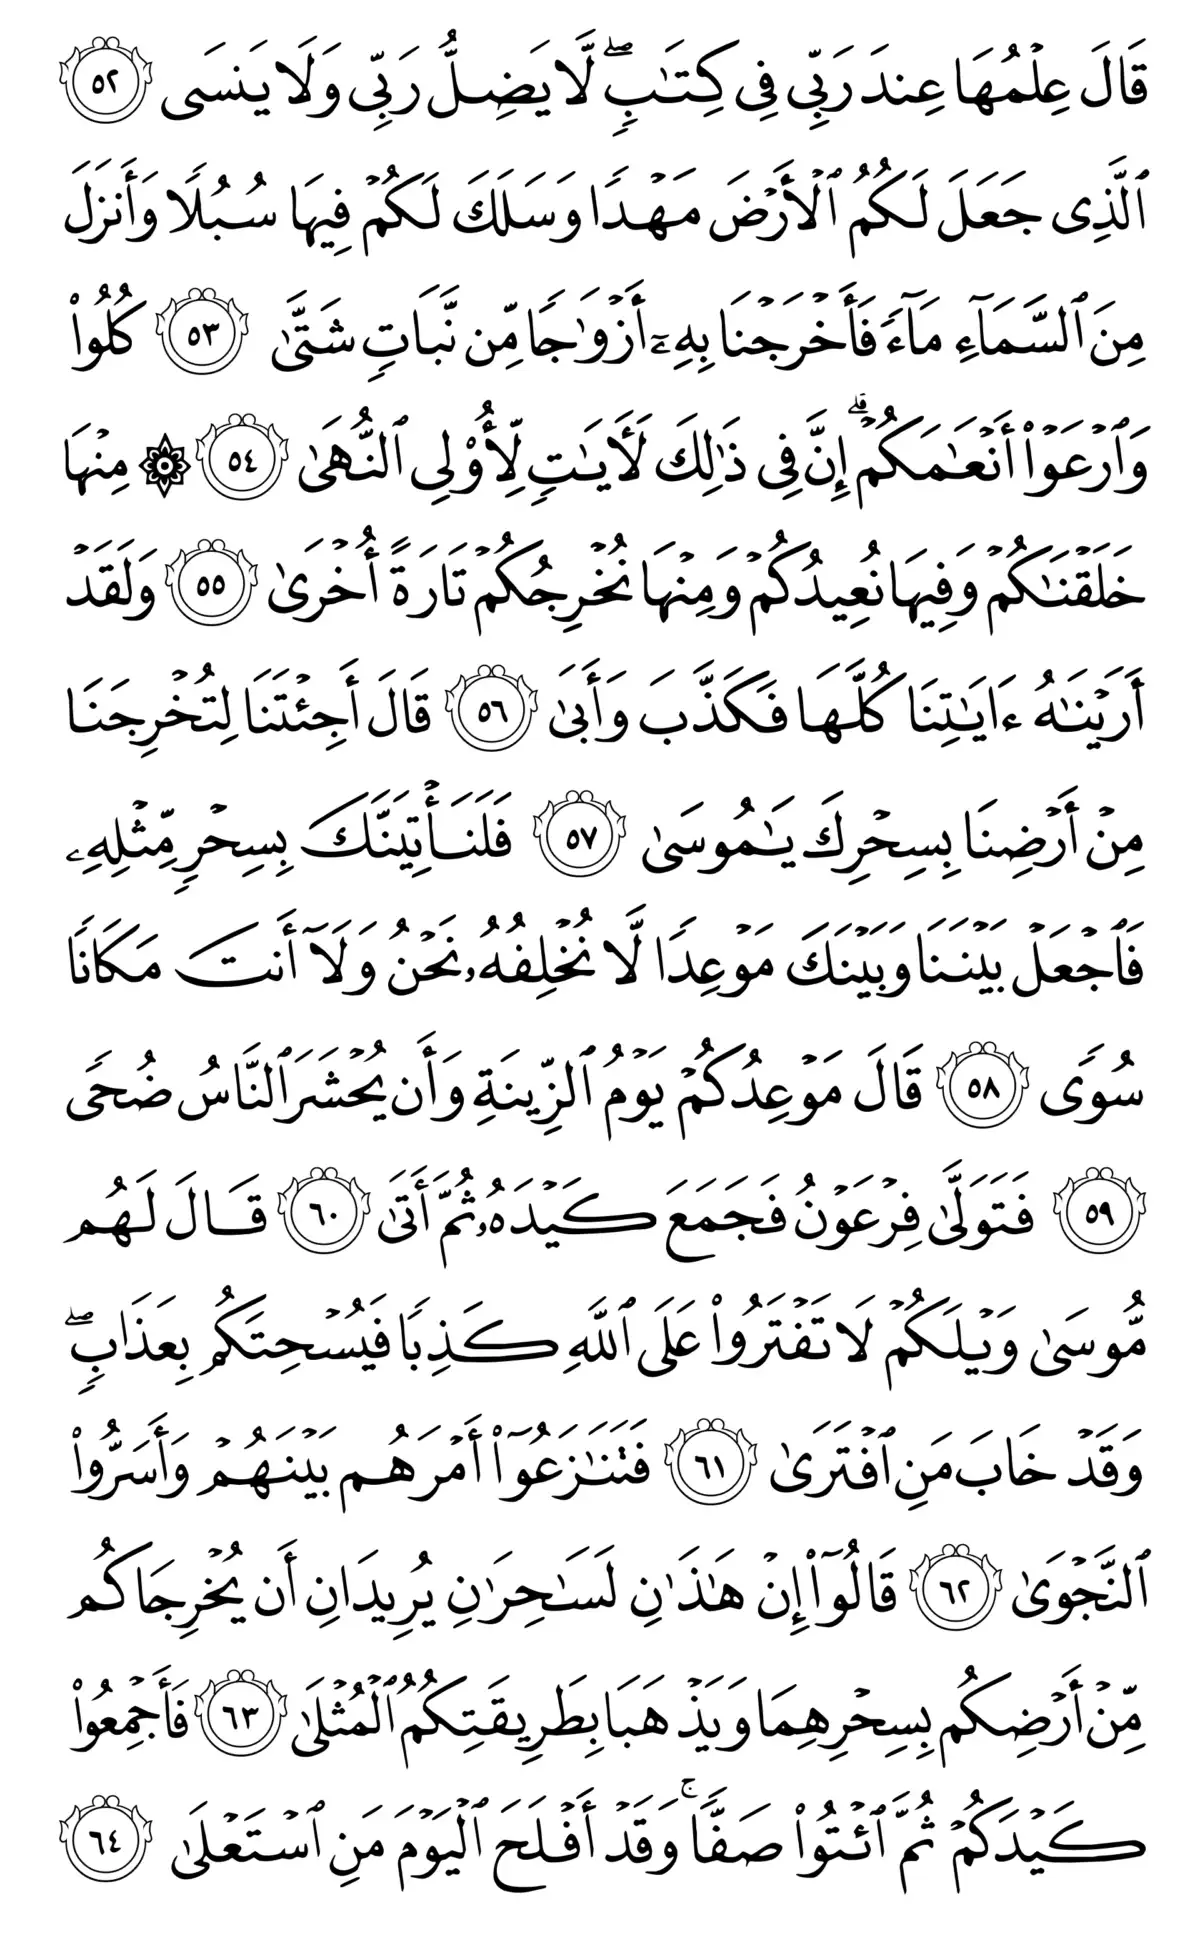 قَالَ عِلۡمُهَا عِندَ رَبِّي فِي كِتَٰبٖۖ لَّا يَضِلُّ رَبِّي وَلَا يَنسَى ٥٢
ٱلَّذِي جَعَلَ لَكُمُ ٱلۡأَرۡضَ مَهۡدٗا وَسَلَكَ لَكُمۡ فِيهَا سُبُلٗا وَأَنزَلَ
مِنَ ٱلسَّمَآءِ مَآءٗ فَأَخۡرَجۡنَا بِهِۦٓ أَزۡوَٰجٗا مِّن نَّبَاتٖ شَتَّىٰ ٥٣ كُلُواْ
وَٱرۡعَوۡاْ أَنۡعَٰمَكُمۡۚ إِنَّ فِي ذَٰلِكَ لَأٓيَٰتٖ لِّأُوْلِي ٱلنُّهَىٰ ٥٤ ۞ مِنۡهَا
خَلَقۡنَٰكُمۡ وَفِيهَا نُعِيدُكُمۡ وَمِنۡهَا نُخۡرِجُكُمۡ تَارَةً أُخۡرَىٰ ٥٥ وَلَقَدۡ
أَرَيۡنَٰهُ ءَايَٰتِنَا كُلَّهَا فَكَذَّبَ وَأَبَىٰ ٥٦ قَالَ أَجِئۡتَنَا لِتُخۡرِجَنَا
مِنۡ أَرۡضِنَا بِسِحۡرِكَ يَٰمُوسَىٰ ٥٧ فَلَنَأۡتِيَنَّكَ بِسِحۡرٖ مِّثۡلِهِۦ
فَٱجۡعَلۡ بَيۡنَنَا وَبَيۡنَكَ مَوۡعِدٗا لَّا نُخۡلِفُهُۥ نَحۡنُ وَلَآ أَنتَ مَكَانٗا
سُوٗى ٥٨ قَالَ مَوۡعِدُكُمۡ يَوۡمُ ٱلزِّينَةِ وَأَن يُحۡشَرَ ٱلنَّاسُ ضُحٗى
٥٩ فَتَوَلَّىٰ فِرۡعَوۡنُ فَجَمَعَ كَيۡدَهُۥ ثُمَّ أَتَىٰ ٦٠ قَالَ لَهُم
مُّوسَىٰ وَيۡلَكُمۡ لَا تَفۡتَرُواْ عَلَى ٱللَّهِ كَذِبٗا فَيُسۡحِتَكُم بِعَذَابٖۖ
وَقَدۡ خَابَ مَنِ ٱفۡتَرَىٰ ٦١ فَتَنَٰزَعُوٓاْ أَمۡرَهُم بَيۡنَهُمۡ وَأَسَرُّواْ
ٱلنَّجۡوَىٰ ٦٢ قَالُوٓاْ إِنۡ هَٰذَٰنِ لَسَٰحِرَٰنِ يُرِيدَانِ أَن يُخۡرِجَاكُم
مِّنۡ أَرۡضِكُم بِسِحۡرِهِمَا وَيَذۡهَبَا بِطَرِيقَتِكُمُ ٱلۡمُثۡلَىٰ ٦٣ فَأَجۡمِعُواْ
كَيۡدَكُمۡ ثُمَّ ٱئۡتُواْ صَفّٗاۚ وَقَدۡ أَفۡلَحَ ٱلۡيَوۡمَ مَنِ ٱسۡتَعۡلَىٰ ٦٤